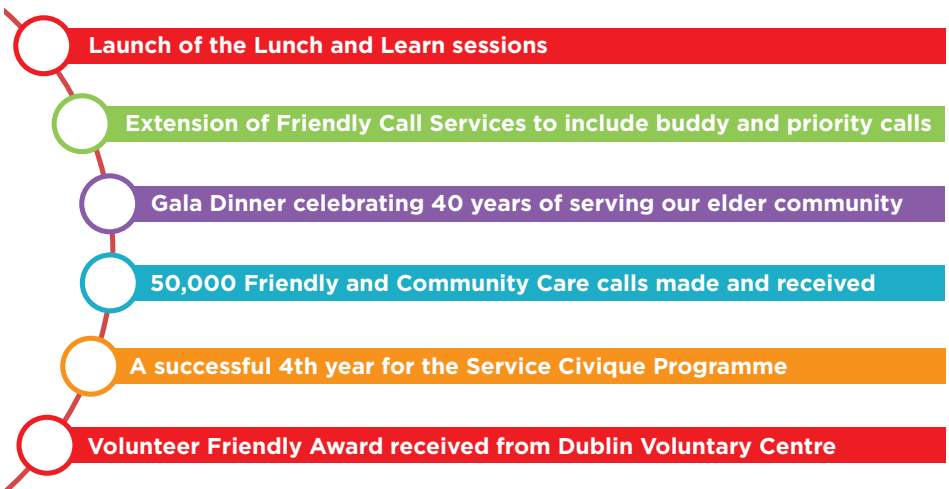 Launch of the Lunch and Learn sessions
Extension of Friendly Call Services to include buddy and priority calls
Gala Dinner celebrating 40 years of serving our elder community
50,000 Friendly and Community Care calls made and received
A successful 4th year for the Service Civique Programme
Volunteer Friendly Award received from Dublin Voluntary Centre